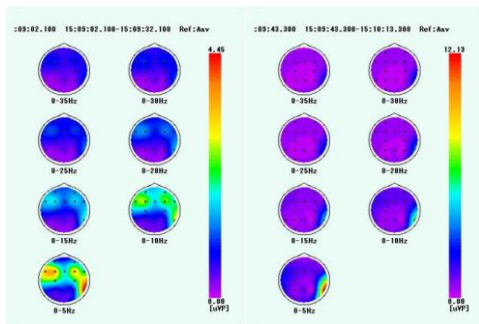 :09:02.100 15:09:02.100-15:09:32.100 Ref:Aav
4.45
0-35Hz 0-30Hz
0-25Hz 0-20Hz
0-15Hz 0-10Hz
0-5Hz
0.00
[uVP]
:09:43.300 15:09:43.300-15:10:13.300 Ref:Aav
12.13
0-35Hz 0-30Hz
0-25Hz 0-20Hz
0-15Hz 0-10Hz
0-5Hz
0.00
[uVP]